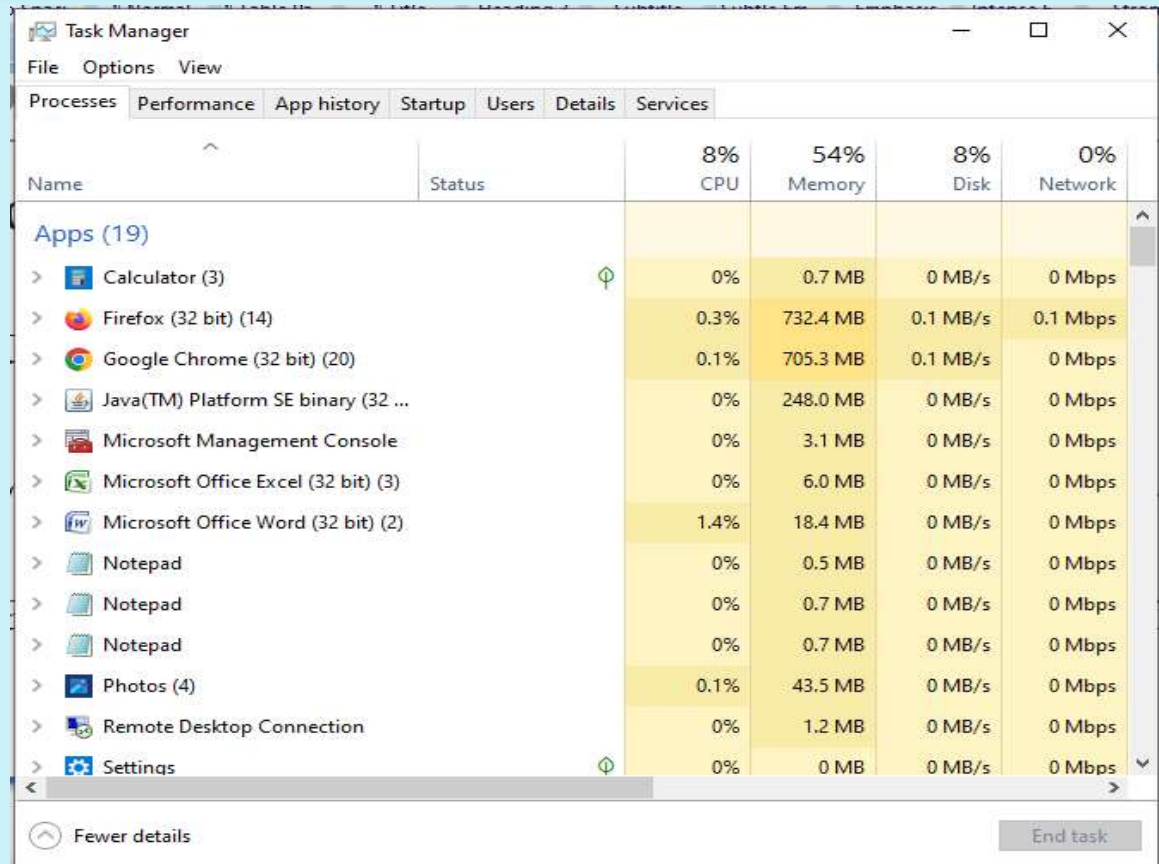 Task Manager
File Options View
Processes Performance App history Startup Users Details Services
8% 54% 8% 0%
Name Status CPU Memory Disk Network
Apps (19)
Calculator (3) 0% 0.7 MB 0 MB/s 0 Mbps
Firefox (32 bit) (14) 0.3% 732.4 MB 0.1 MB/s 0.1 Mbps
Google Chrome (32 bit) (20) 0.1% 705.3 MB 0.1 MB/s 0 Mbps
Java(TM) Platform SE binary (32 ... 0% 248.0 MB 0 MB/s 0 Mbps
Microsoft Management Console 0% 3.1 MB 0 MB/s 0 Mbps
Microsoft Office Excel (32 bit) (3) 0% 6.0 MB 0 MB/s 0 Mbps
Microsoft Office Word (32 bit) (2) 1.4% 18.4 MB 0 MB/s 0 Mbps
Notepad 0% 0.5 MB 0 MB/s 0 Mbps
Notepad 0% 0.7 MB 0 MB/s 0 Mbps
Notepad 0% 0.7 MB 0 MB/s 0 Mbps
Photos (4) 0.1% 43.5 MB 0 MB/s 0 Mbps
Remote Desktop Connection 0% 1.2 MB 0 MB/s 0 Mbps
Settings 0% 0 MB 0 MB/s 0 Mbps
Fewer details End task